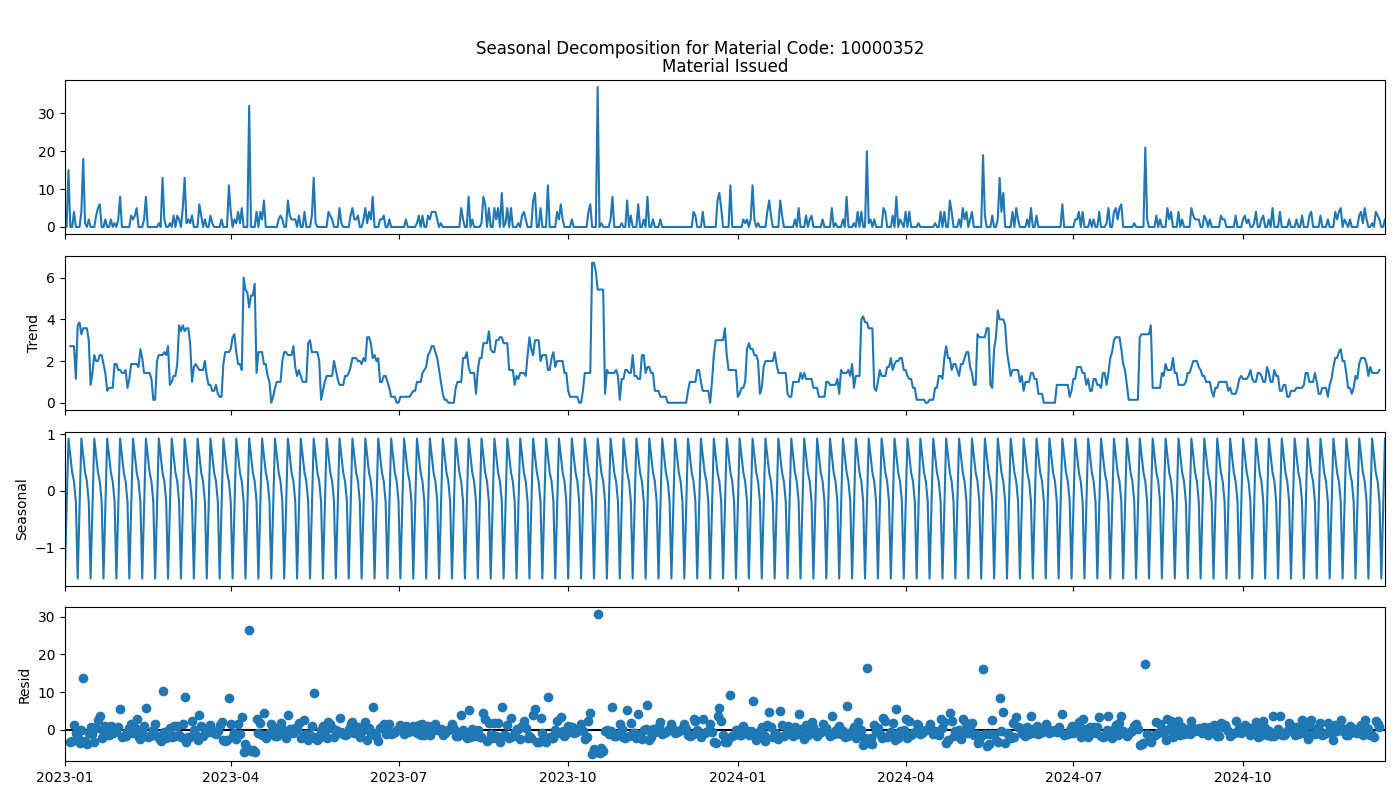 Seasonal Decomposition for Material Code: 10000352
Material Issued
30
20
10
0
Trend
6
4
2
0
Seasonal
1
0
−1
Resid
30
20
10
0
2023-01 2023-04 2023-07 2023-10 2024-01 2024-04 2024-07 2024-10